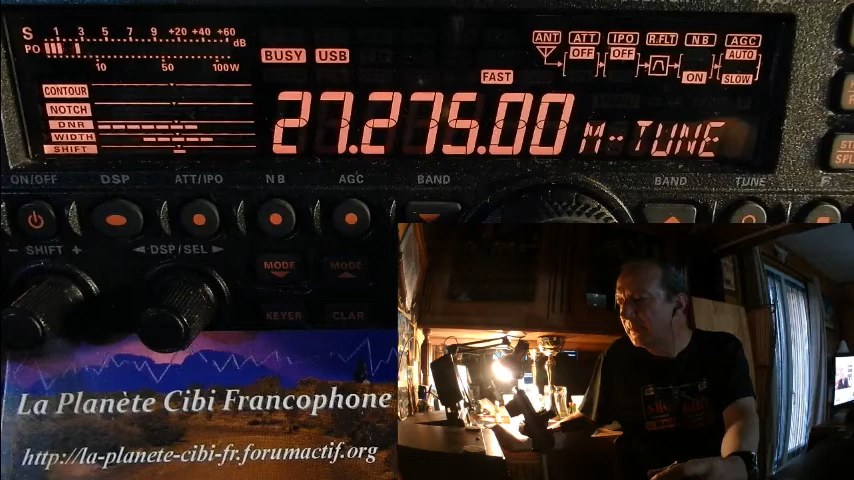 S 1 3 5 7 9 +20 +40 +60 dB
PO 10 50 100W
BUSY USB
ANT ATT IPO R.FLT NB AGC
OFF OFF AUTO
ON SLOW
FAST
CONTOUR
NOTCH
DNR
WIDTH
SHIFT
27.275.00 M-TUNE
ON/OFF DSP ATT/IPO NB AGC BAND BAND TUNE
− SHIFT + ◄ DSP/SEL ►
MODE MODE
KEYER CLAR
La Planète Cibi Francophone
http://la-planete-cibi-fr.forumactif.org